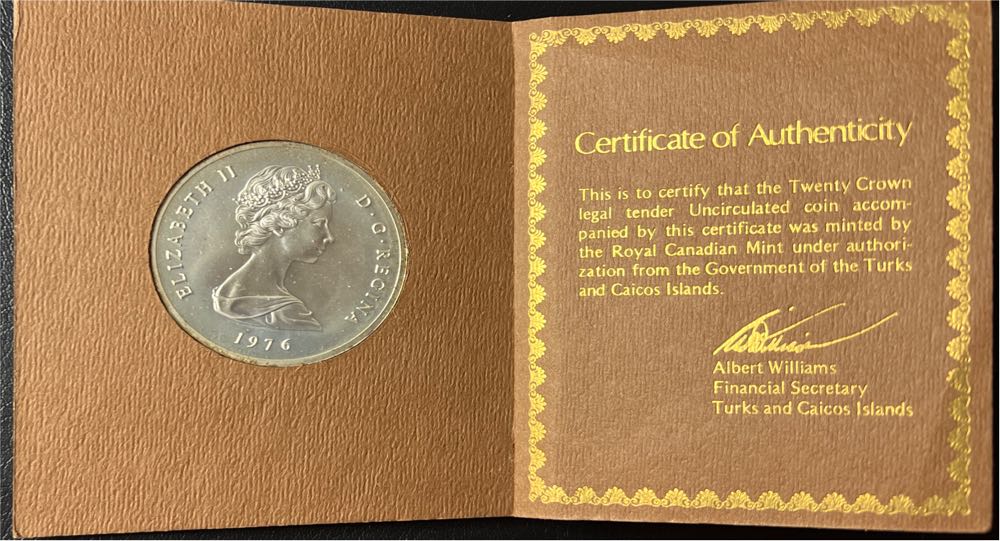 ELIZABETH II D·G·REGINA
1976
Certificate of Authenticity
This is to certify that the Twenty Crown
legal tender Uncirculated coin accom-
panied by this certificate was minted by
the Royal Canadian Mint under authori-
zation from the Government of the Turks
and Caicos Islands.
Albert Williams
Financial Secretary
Turks and Caicos Islands